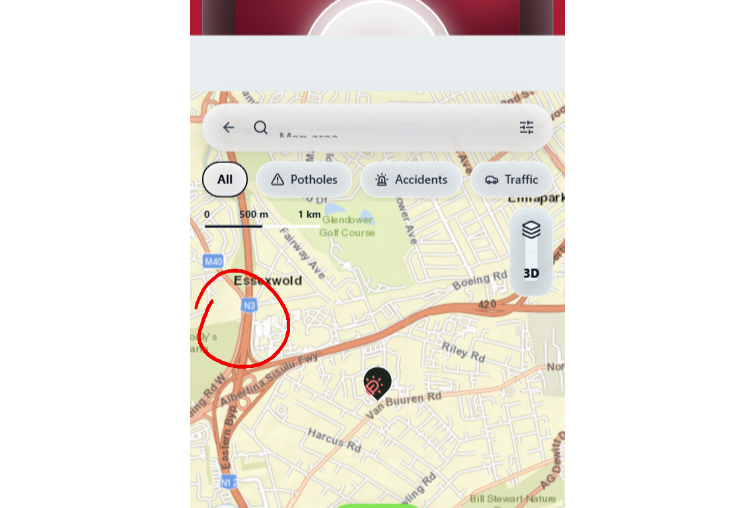 Map area
All
Potholes
Accidents
Traffic
0 500 m 1 km
Glendower
Golf Course
Fairway Ave
M40
Essexwold
N3
3D
Boeing Rd
420
Riley Rd
Albertina Sisulu Fwy
Van Buuren Rd
Harcus Rd
Eastern Byp
N12
AG Dewitt
Bill Stewart Nature